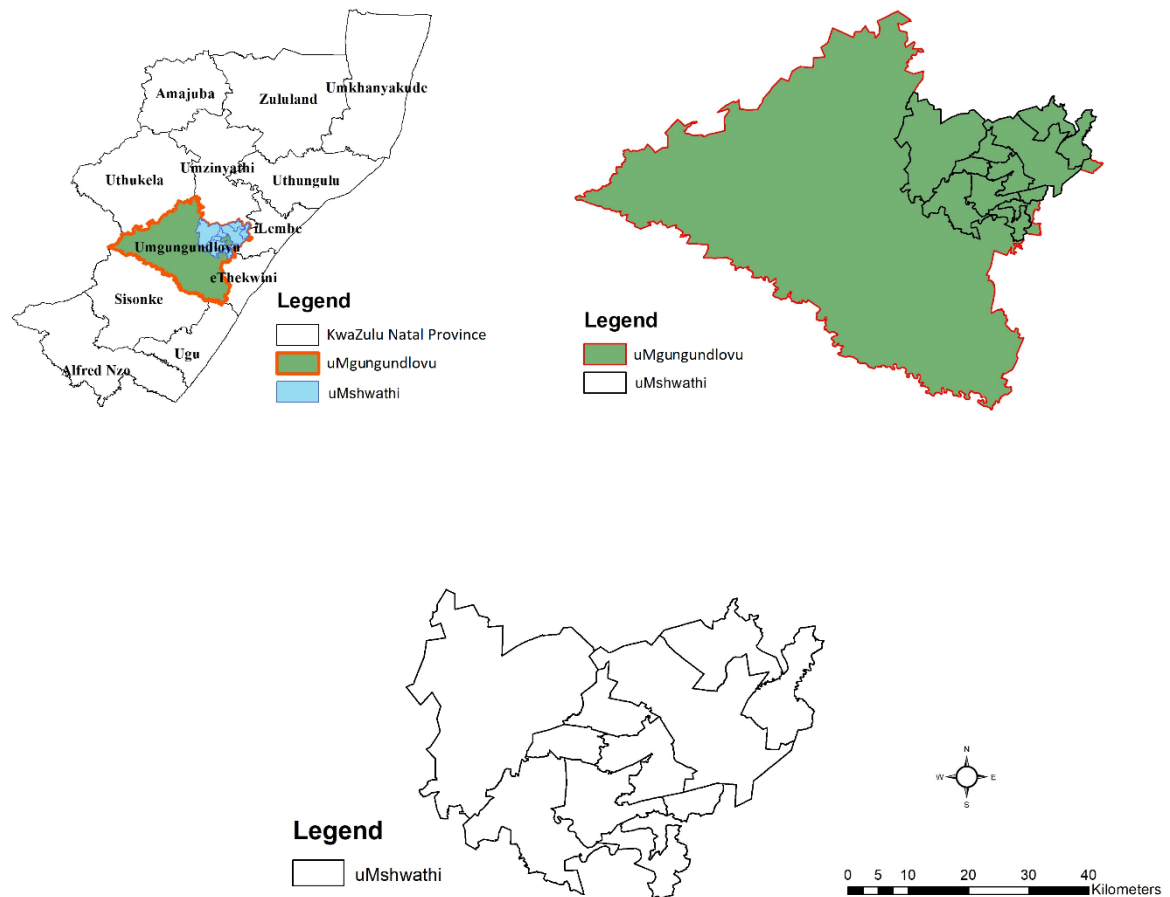 Umkhanyakude
Amajuba
Zululand
Umzinyathi
Uthukela
Uthungulu
iLembe
Umgungundlovu
eThekwini
Sisonke
Ugu
Alfred Nzo
Legend
KwaZulu Natal Province
uMgungundlovu
uMshwathi
Legend
uMgungundlovu
uMshwathi
Legend
uMshwathi
N
W E
S
0 5 10 20 30 40
Kilometers